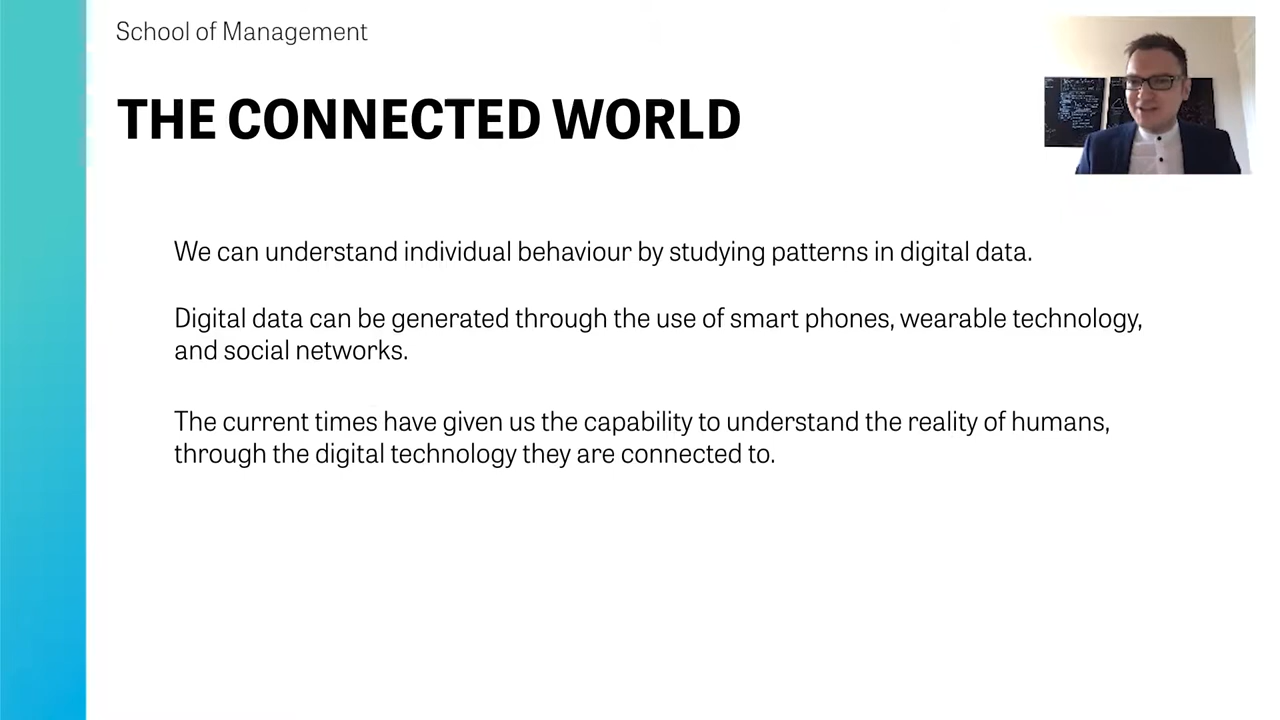 School of Management
THE CONNECTED WORLD
We can understand individual behaviour by studying patterns in digital data.
Digital data can be generated through the use of smart phones, wearable technology,
and social networks.
The current times have given us the capability to understand the reality of humans,
through the digital technology they are connected to.